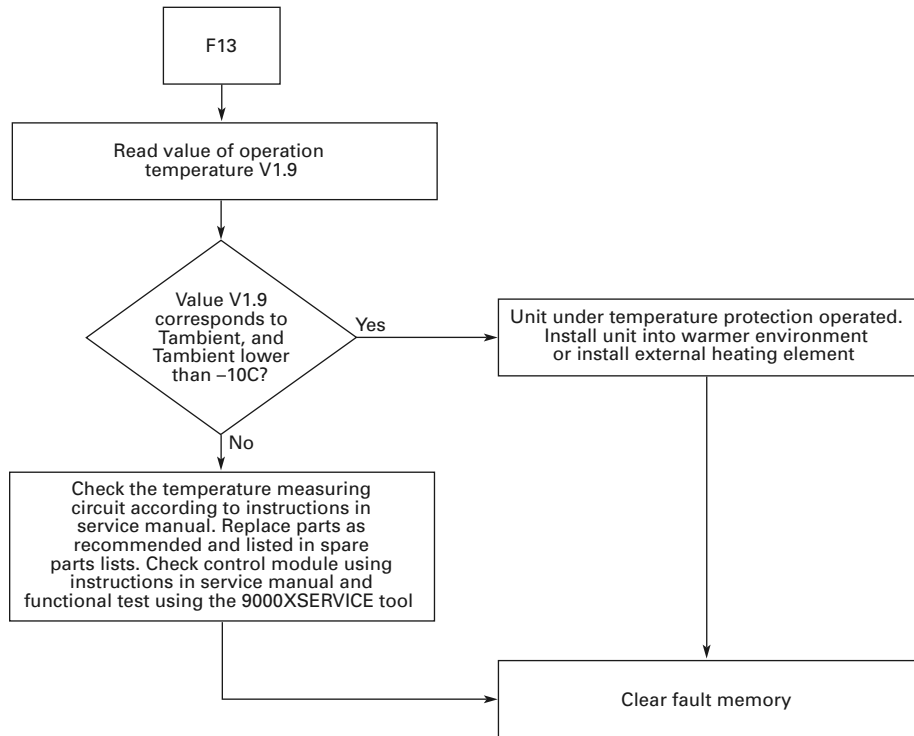 F13
Read value of operation
temperature V1.9
Value V1.9
corresponds to
Tambient, and
Tambient lower
than –10C?
Yes
Unit under temperature protection operated.
Install unit into warmer environment
or install external heating element
No
Check the temperature measuring
circuit according to instructions in
service manual. Replace parts as
recommended and listed in spare
parts lists. Check control module using
instructions in service manual and
functional test using the 9000XSERVICE tool
Clear fault memory